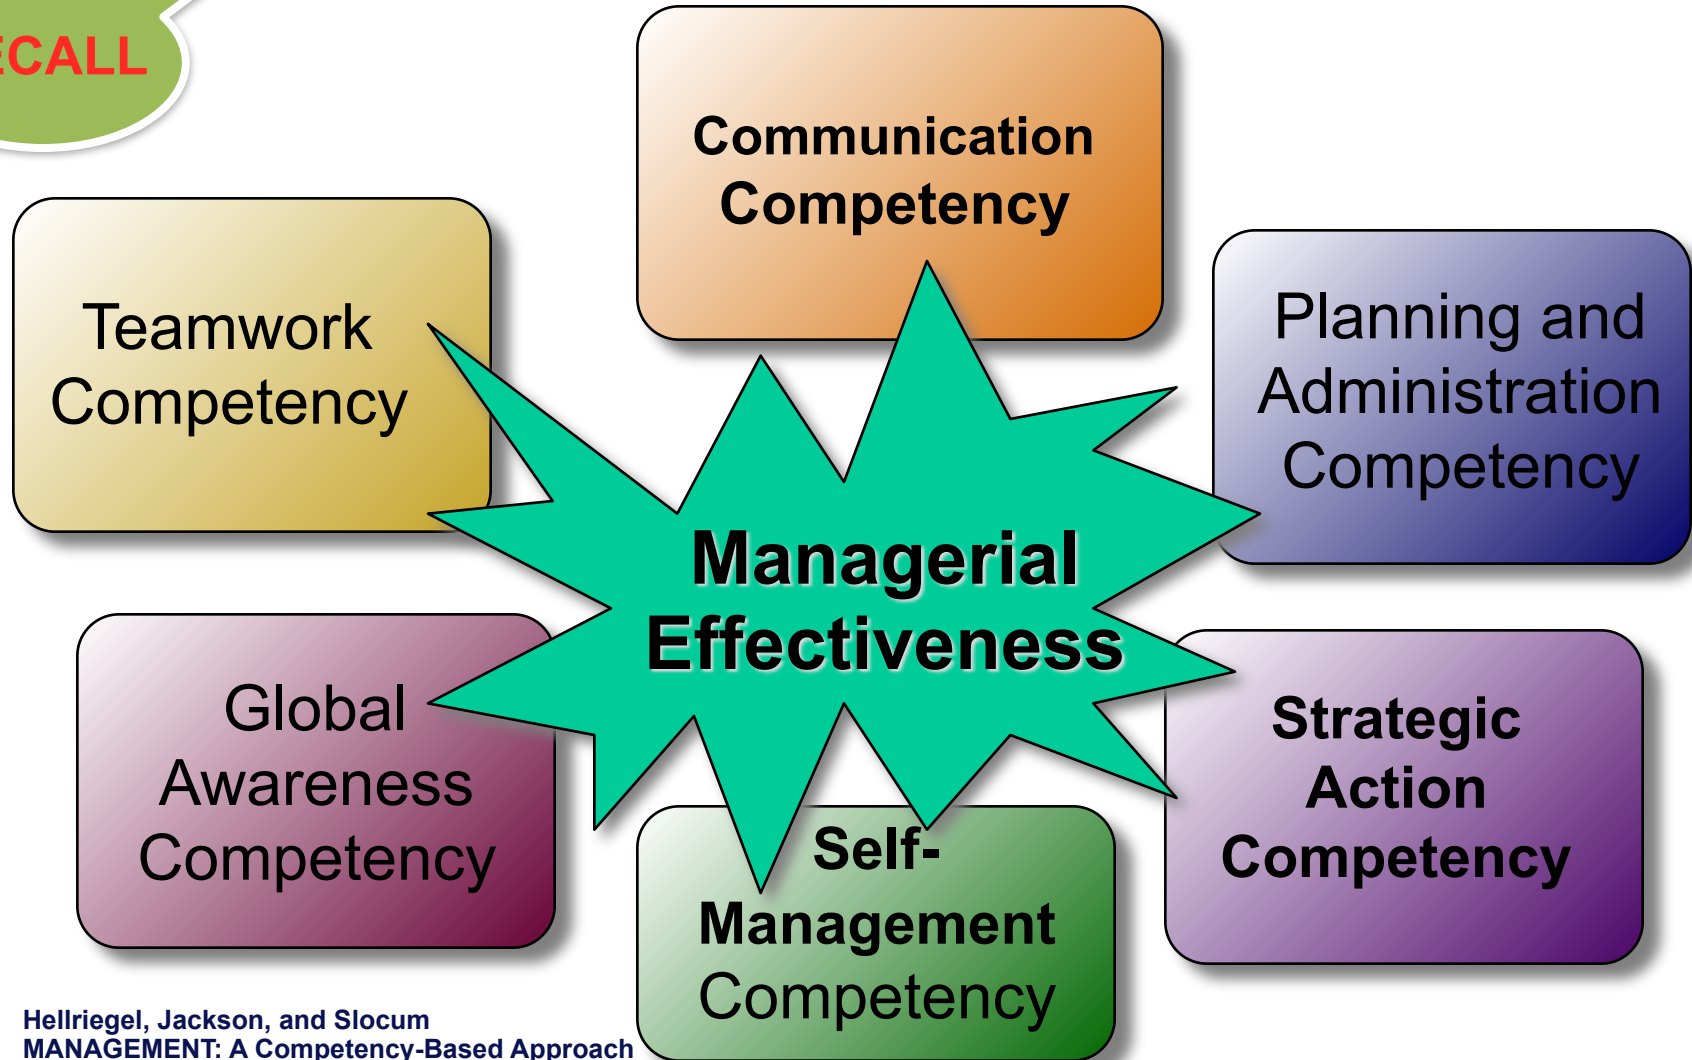 ECALL
Communication
Competency
Teamwork
Competency
Planning and
Administration
Competency
Managerial
Effectiveness
Global
Awareness
Competency
Strategic
Action
Competency
Self-
Management
Competency
Hellriegel, Jackson, and Slocum
MANAGEMENT: A Competency-Based Approach